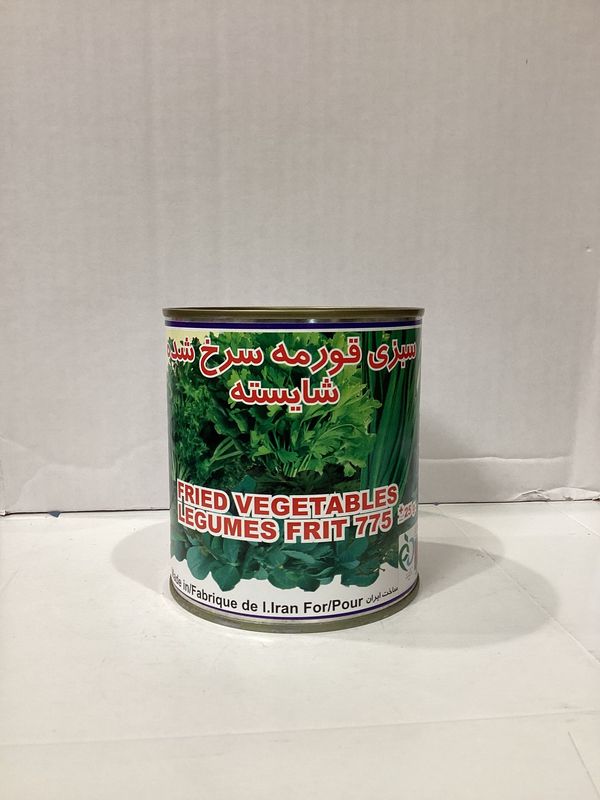 سبزی قورمه سرخ شده
شایسته
FRIED VEGETABLES
LEGUMES FRIT 775
Made in/Fabrique de I.Iran For/Pour ساخت ایران